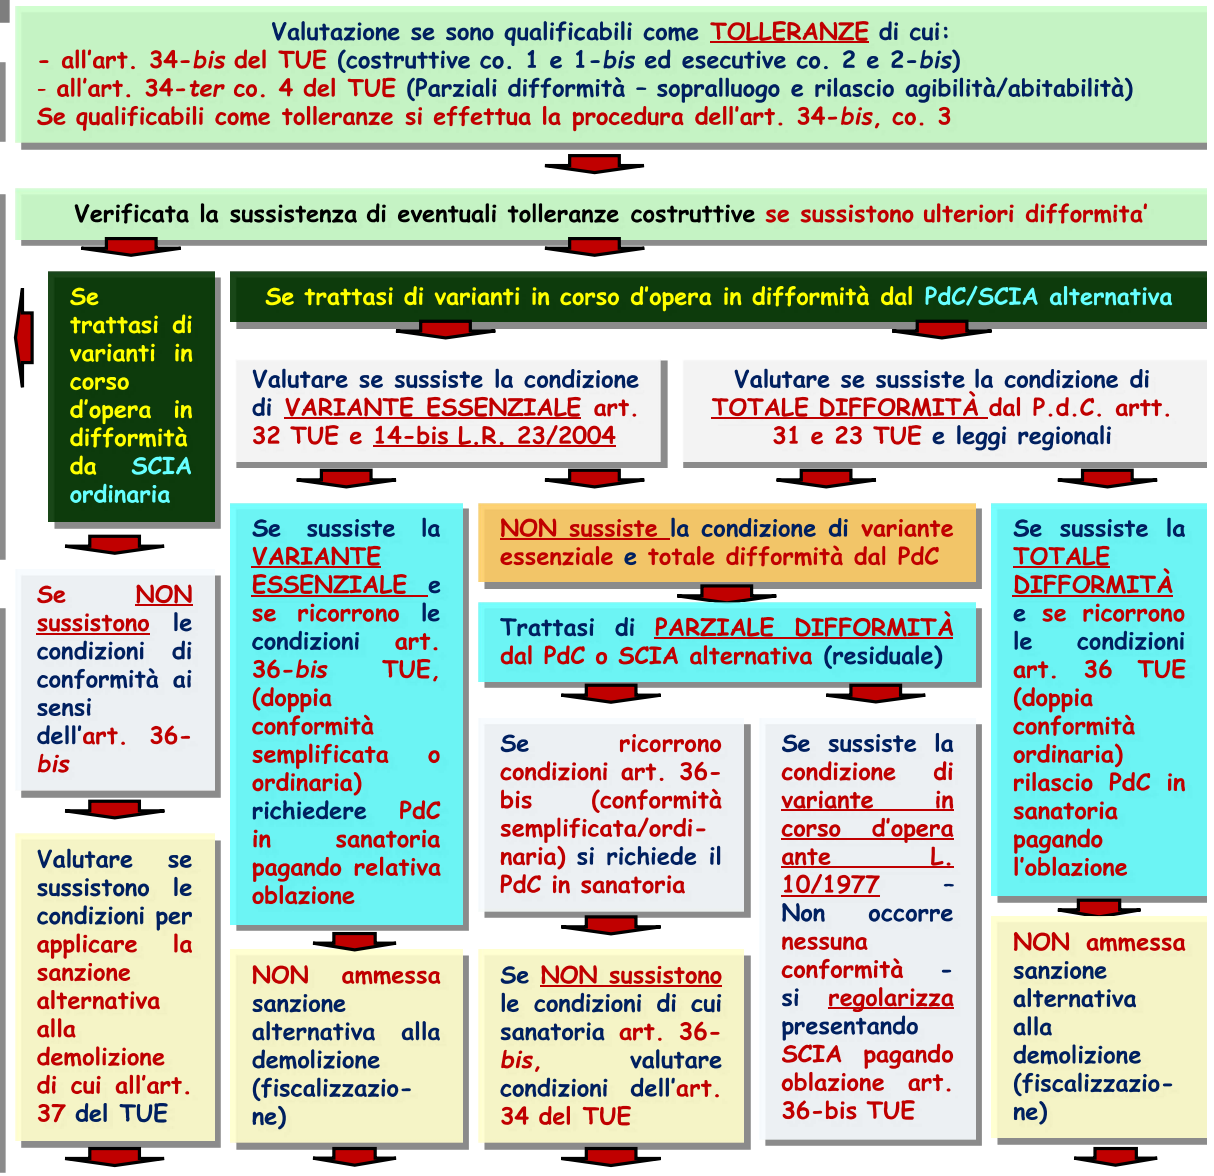 Valutazione se sono qualificabili come TOLLERANZE di cui:
- all'art. 34-bis del TUE (costruttive co. 1 e 1-bis ed esecutive co. 2 e 2-bis)
- all'art. 34-ter co. 4 del TUE (Parziali difformità – sopralluogo e rilascio agibilità/abitabilità)
Se qualificabili come tolleranze si effettua la procedura dell'art. 34-bis, co. 3
Verificata la sussistenza di eventuali tolleranze costruttive se sussistono ulteriori difformita'
Se
trattasi di
varianti in
corso
d'opera in
difformità
da SCIA
ordinaria
Se NON
sussistono le
condizioni di
conformità ai
sensi
dell'art. 36-
bis
Valutare se
sussistono le
condizioni per
applicare la
sanzione
alternativa
alla
demolizione
di cui all'art.
37 del TUE
Se trattasi di varianti in corso d'opera in difformità dal PdC/SCIA alternativa
Valutare se sussiste la condizione
di VARIANTE ESSENZIALE art.
32 TUE e 14-bis L.R. 23/2004
Valutare se sussiste la condizione di
TOTALE DIFFORMITÀ dal P.d.C. artt.
31 e 23 TUE e leggi regionali
Se sussiste la
VARIANTE
ESSENZIALE e
se ricorrono le
condizioni art.
36-bis TUE,
(doppia
conformità
semplificata o
ordinaria)
richiedere PdC
in sanatoria
pagando relativa
oblazione
NON ammessa
sanzione
alternativa alla
demolizione
(fiscalizzazio-
ne)
NON sussiste la condizione di variante
essenziale e totale difformità dal PdC
Trattasi di PARZIALE DIFFORMITÀ
dal PdC o SCIA alternativa (residuale)
Se ricorrono
condizioni art. 36-
bis (conformità
semplificata/ordi-
naria) si richiede il
PdC in sanatoria
Se NON sussistono
le condizioni di cui
sanatoria art. 36-
bis, valutare
condizioni dell'art.
34 del TUE
Se sussiste la
condizione di
variante in
corso d'opera
ante L.
10/1977 –
Non occorre
nessuna
conformità -
si regolarizza
presentando
SCIA pagando
oblazione art.
36-bis TUE
Se sussiste la
TOTALE
DIFFORMITÀ
e se ricorrono
le condizioni
art. 36 TUE
(doppia
conformità
ordinaria)
rilascio PdC in
sanatoria
pagando
l'oblazione
NON ammessa
sanzione
alternativa
alla
demolizione
(fiscalizzazio-
ne)